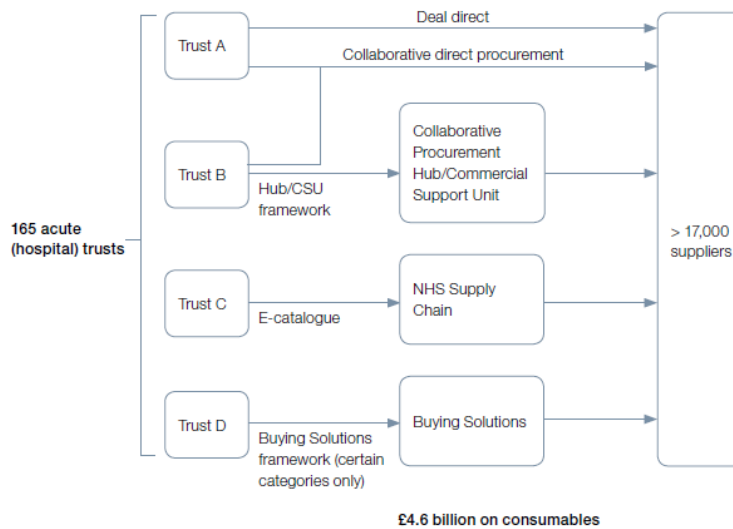 Deal direct
Trust A
Collaborative direct procurement
Collaborative
Procurement
Hub/Commercial
Support Unit
Trust B
Hub/CSU
framework
165 acute
(hospital) trusts
> 17,000
suppliers
NHS Supply
Chain
Trust C
E-catalogue
Trust D
Buying Solutions
Buying Solutions
framework (certain
categories only)
£4.6 billion on consumables